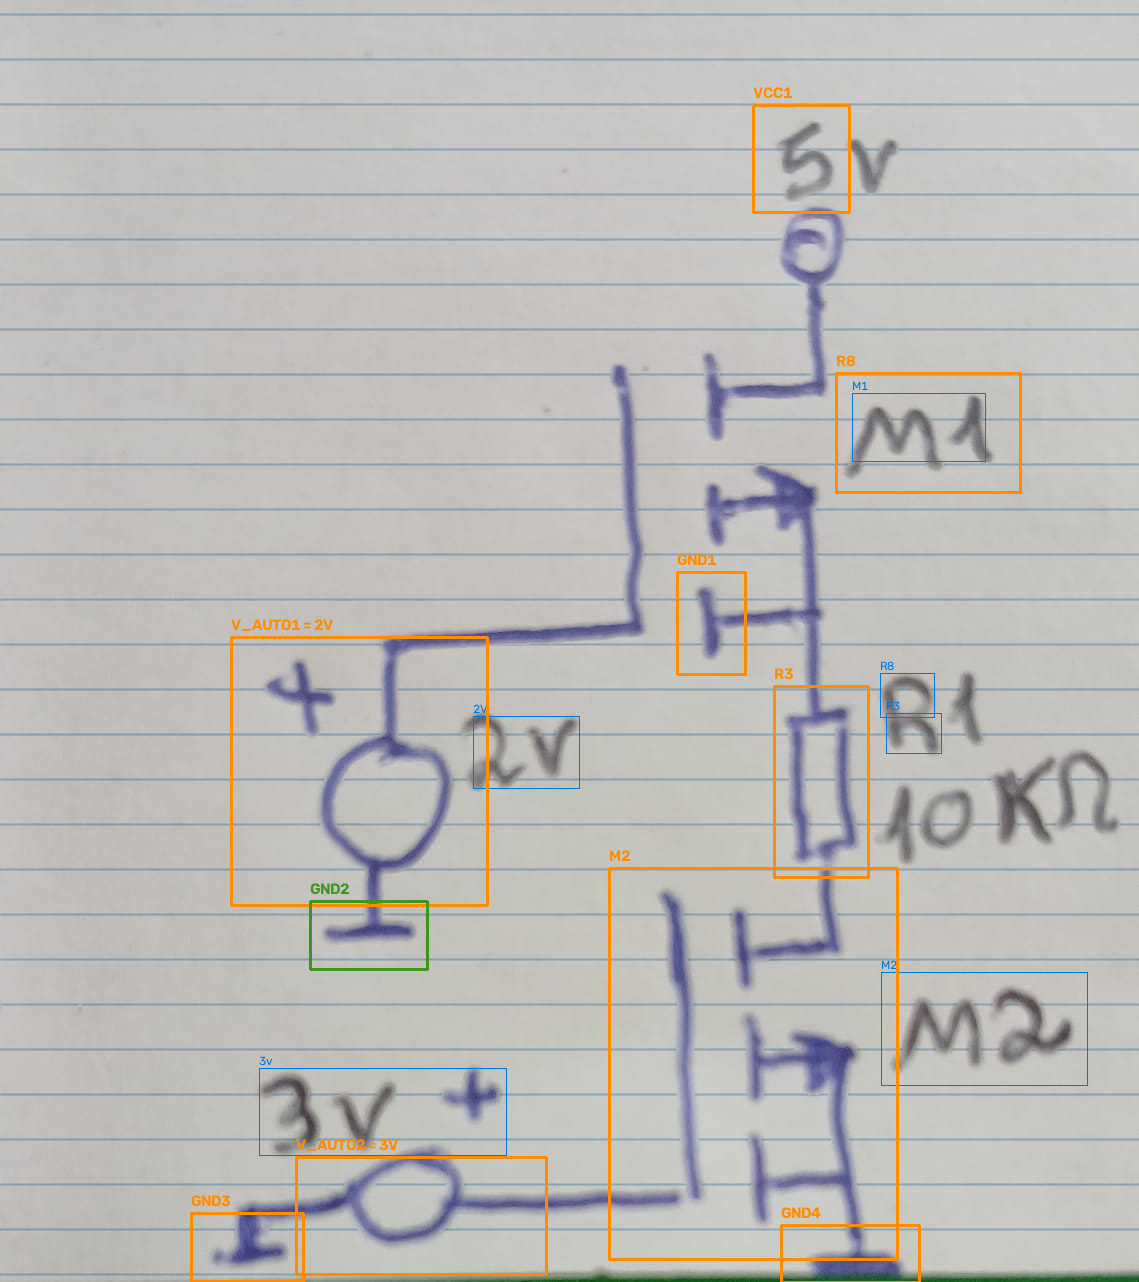 VCC1
5V
R8
M1
M1
GND1
V_AUTO1 = 2V
+
2V
2V
R3
R8
R3
R1
10KΩ
GND2
M2
M2
M2
3v
3V +
V_AUTO2 = 3V
GND3
GND4